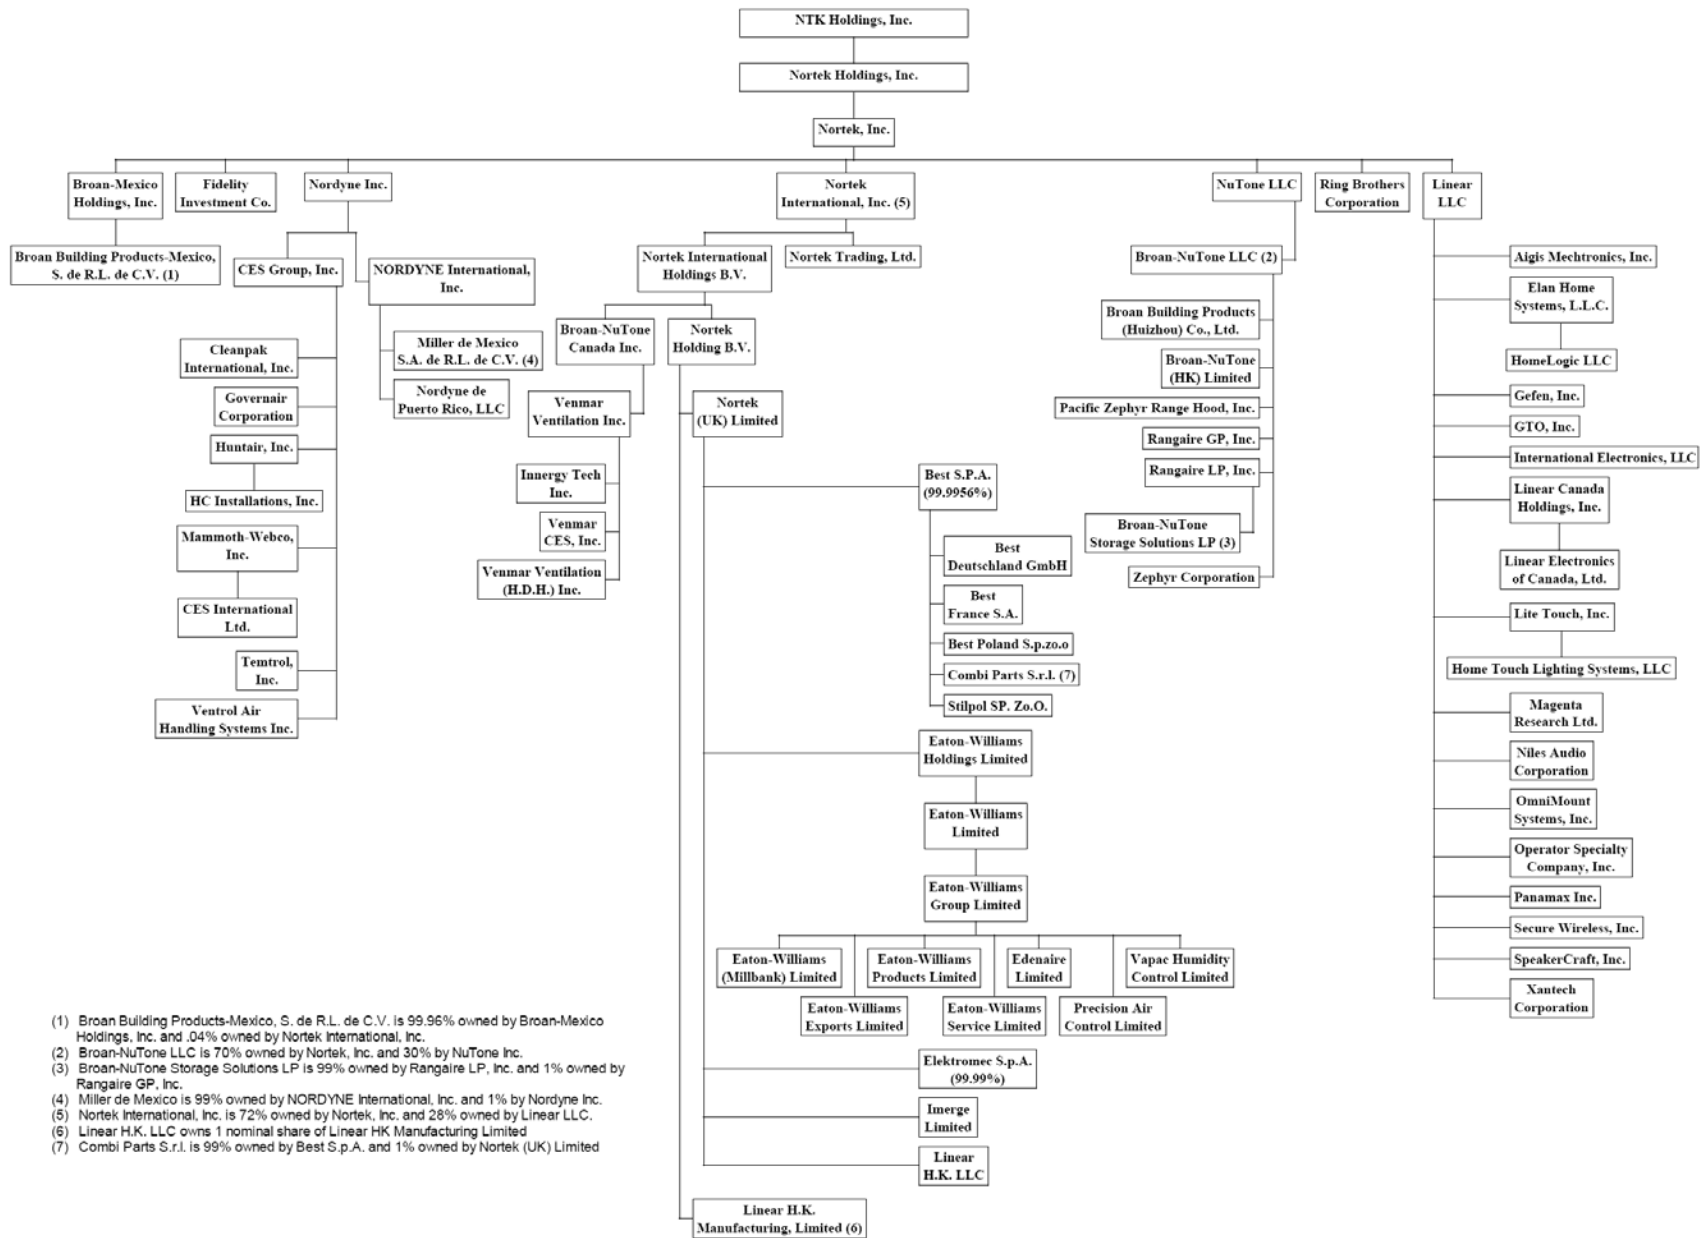 NTK Holdings, Inc.
Nortek Holdings, Inc.
Nortek, Inc.
Broan-Mexico
Holdings, Inc.
Fidelity
Investment Co.
Nordyne Inc.
Nortek
International, Inc. (5)
NuTone LLC
Ring Brothers
Corporation
Linear
LLC
Broan Building Products-Mexico,
S. de R.L. de C.V. (1)
CES Group, Inc.
NORDYNE International,
Inc.
Nortek International
Holdings B.V.
Nortek Trading, Ltd.
Broan-NuTone LLC (2)
Cleanpak
International, Inc.
Governair
Corporation
Huntair, Inc.
HC Installations, Inc.
Mammoth-Webco,
Inc.
CES International
Ltd.
Temtrol,
Inc.
Ventrol Air
Handling Systems Inc.
Miller de Mexico
S.A. de R.L. de C.V. (4)
Nordyne de
Puerto Rico, LLC
Broan-NuTone
Canada Inc.
Nortek
Holding B.V.
Venmar
Ventilation Inc.
Innergy Tech
Inc.
Venmar
CES, Inc.
Venmar Ventilation
(H.D.H.) Inc.
Nortek
(UK) Limited
Best S.P.A.
(99.9956%)
Best
Deutschland GmbH
Best
France S.A.
Best Poland S.p.zo.o
Combi Parts S.r.l. (7)
Stilpol SP. Zo.O.
Eaton-Williams
Holdings Limited
Eaton-Williams
Limited
Eaton-Williams
Group Limited
Eaton-Williams
(Millbank) Limited
Eaton-Williams
Products Limited
Edenaire
Limited
Vapac Humidity
Control Limited
Eaton-Williams
Exports Limited
Eaton-Williams
Service Limited
Precision Air
Control Limited
Elektromec S.p.A.
(99.99%)
Imerge
Limited
Linear
H.K. LLC
Linear H.K.
Manufacturing, Limited (6)
Broan Building Products
(Huizhou) Co., Ltd.
Broan-NuTone
(HK) Limited
Pacific Zephyr Range Hood, Inc.
Rangaire GP, Inc.
Rangaire LP, Inc.
Broan-NuTone
Storage Solutions LP (3)
Zephyr Corporation
Aigis Mechtronics, Inc.
Elan Home
Systems, L.L.C.
HomeLogic LLC
Gefen, Inc.
GTO, Inc.
International Electronics, LLC
Linear Canada
Holdings, Inc.
Linear Electronics
of Canada, Ltd.
Lite Touch, Inc.
Home Touch Lighting Systems, LLC
Magenta
Research Ltd.
Niles Audio
Corporation
OmniMount
Systems, Inc.
Operator Specialty
Company, Inc.
Panamax Inc.
Secure Wireless, Inc.
SpeakerCraft, Inc.
Xantech
Corporation
(1) Broan Building Products-Mexico, S. de R.L. de C.V. is 99.96% owned by Broan-Mexico
Holdings, Inc. and .04% owned by Nortek International, Inc.
(2) Broan-NuTone LLC is 70% owned by Nortek, Inc. and 30% by NuTone Inc.
(3) Broan-NuTone Storage Solutions LP is 99% owned by Rangaire LP, Inc. and 1% owned by
Rangaire GP, Inc.
(4) Miller de Mexico is 99% owned by NORDYNE International, Inc. and 1% by Nordyne Inc.
(5) Nortek International, Inc. is 72% owned by Nortek, Inc. and 28% owned by Linear LLC.
(6) Linear H.K. LLC owns 1 nominal share of Linear HK Manufacturing Limited
(7) Combi Parts S.r.l. is 99% owned by Best S.p.A. and 1% owned by Nortek (UK) Limited